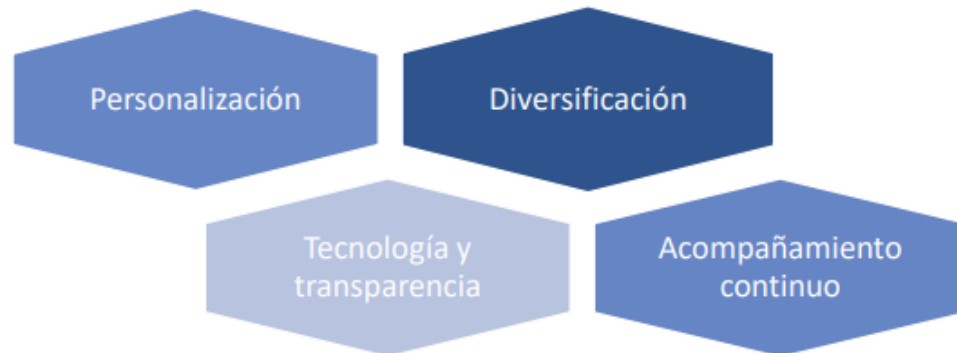 Personalización
Diversificación
Tecnología y
transparencia
Acompañamiento
continuo